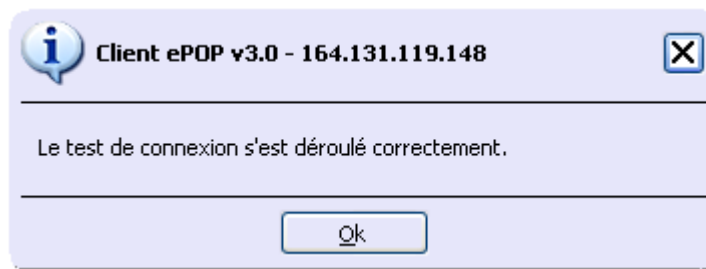 Client ePOP v3.0 - 164.131.119.148
Le test de connexion s'est déroulé correctement.
Ok